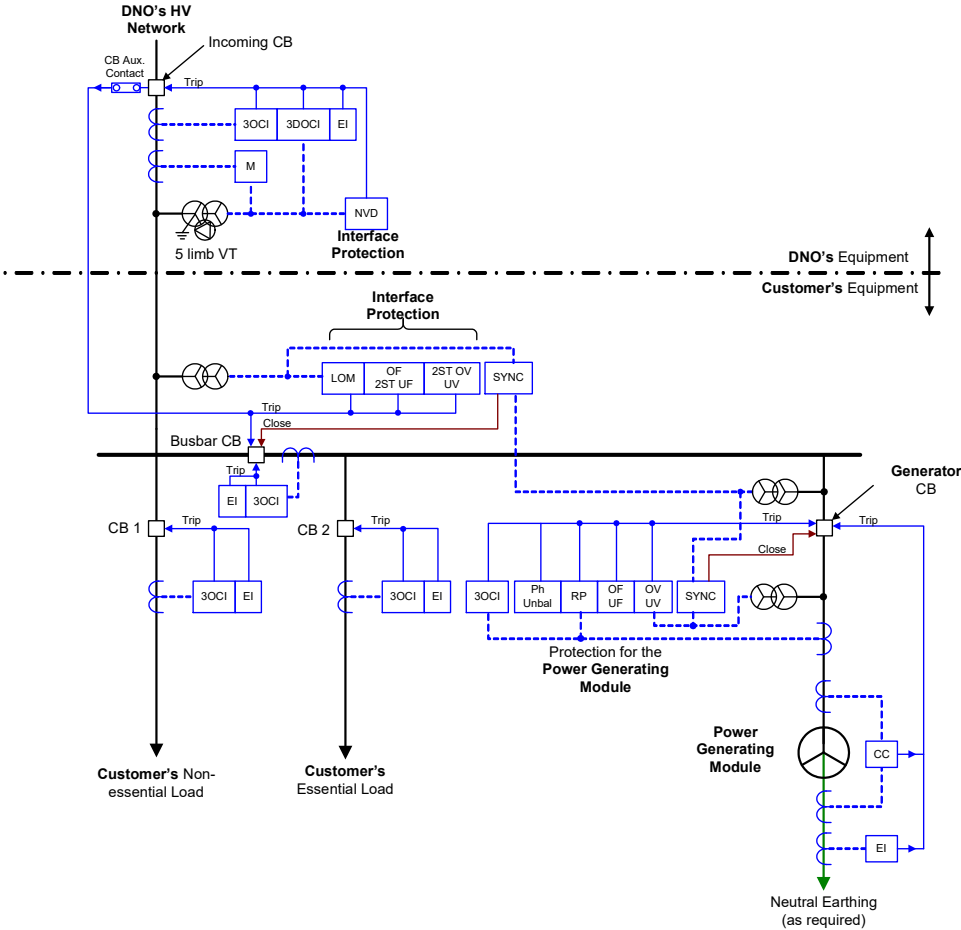 DNO's HV
Network
Incoming CB
CB Aux.
Contact
Trip
3OCI
3DOCI
EI
M
NVD
5 limb VT
Interface
Protection
DNO's Equipment
Customer's Equipment
Interface
Protection
LOM
OF
2ST UF
2ST OV
UV
SYNC
Trip
Close
Busbar CB
Trip
EI
3OCI
Generator
CB
CB 1
Trip
CB 2
Trip
Trip
Trip
Close
3OCI
EI
3OCI
EI
3OCI
Ph
Unbal
RP
OF
UF
OV
UV
SYNC
Protection for the
Power Generating
Module
Power
Generating
Module
CC
Customer's Non-
essential Load
Customer's
Essential Load
EI
Neutral Earthing
(as required)